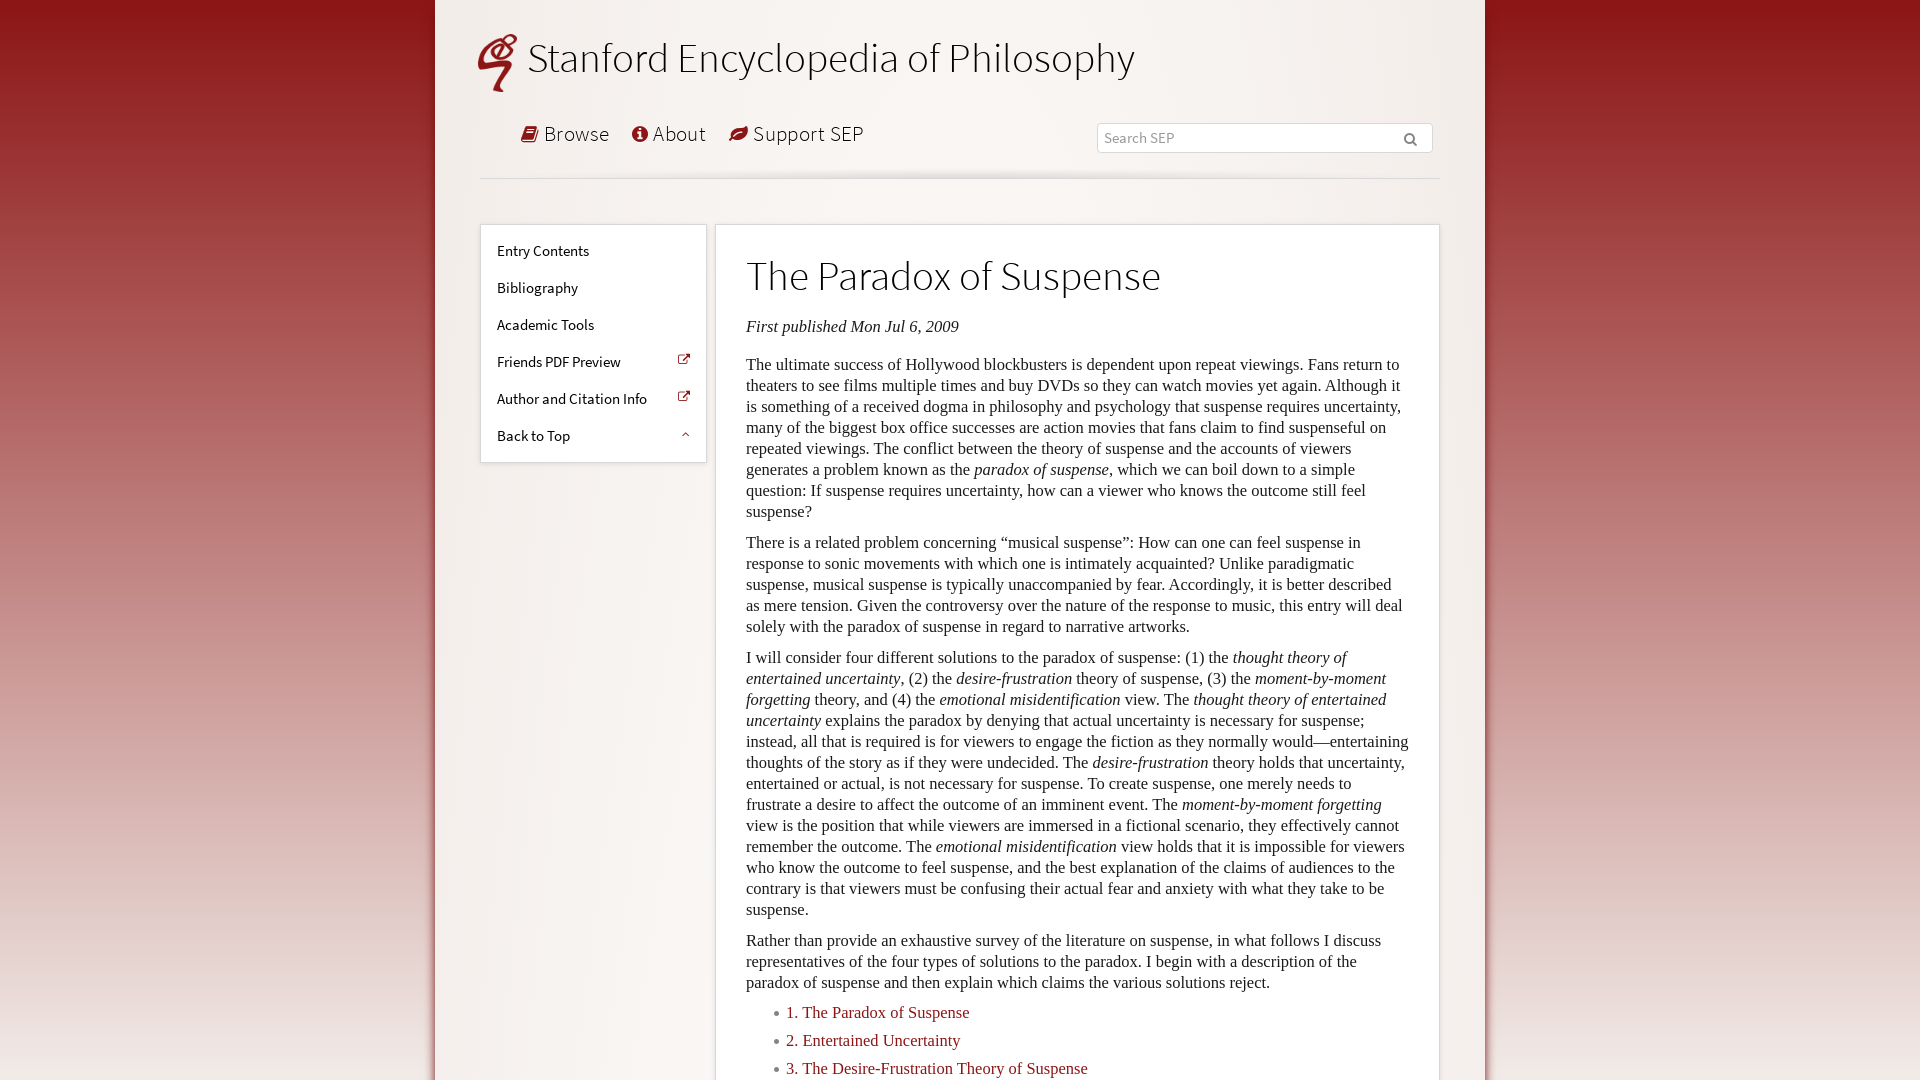 Stanford Encyclopedia of Philosophy
Browse About Support SEP
Search SEP
Entry Contents
Bibliography
Academic Tools
Friends PDF Preview
Author and Citation Info
Back to Top
The Paradox of Suspense
First published Mon Jul 6, 2009
The ultimate success of Hollywood blockbusters is dependent upon repeat viewings. Fans return to
theaters to see films multiple times and buy DVDs so they can watch movies yet again. Although it
is something of a received dogma in philosophy and psychology that suspense requires uncertainty,
many of the biggest box office successes are action movies that fans claim to find suspenseful on
repeated viewings. The conflict between the theory of suspense and the accounts of viewers
generates a problem known as the paradox of suspense, which we can boil down to a simple
question: If suspense requires uncertainty, how can a viewer who knows the outcome still feel
suspense?
There is a related problem concerning “musical suspense”: How can one can feel suspense in
response to sonic movements with which one is intimately acquainted? Unlike paradigmatic
suspense, musical suspense is typically unaccompanied by fear. Accordingly, it is better described
as mere tension. Given the controversy over the nature of the response to music, this entry will deal
solely with the paradox of suspense in regard to narrative artworks.
I will consider four different solutions to the paradox of suspense: (1) the thought theory of
entertained uncertainty, (2) the desire-frustration theory of suspense, (3) the moment-by-moment
forgetting theory, and (4) the emotional misidentification view. The thought theory of entertained
uncertainty explains the paradox by denying that actual uncertainty is necessary for suspense;
instead, all that is required is for viewers to engage the fiction as they normally would—entertaining
thoughts of the story as if they were undecided. The desire-frustration theory holds that uncertainty,
entertained or actual, is not necessary for suspense. To create suspense, one merely needs to
frustrate a desire to affect the outcome of an imminent event. The moment-by-moment forgetting
view is the position that while viewers are immersed in a fictional scenario, they effectively cannot
remember the outcome. The emotional misidentification view holds that it is impossible for viewers
who know the outcome to feel suspense, and the best explanation of the claims of audiences to the
contrary is that viewers must be confusing their actual fear and anxiety with what they take to be
suspense.
Rather than provide an exhaustive survey of the literature on suspense, in what follows I discuss
representatives of the four types of solutions to the paradox. I begin with a description of the
paradox of suspense and then explain which claims the various solutions reject.
1. The Paradox of Suspense
2. Entertained Uncertainty
3. The Desire-Frustration Theory of Suspense